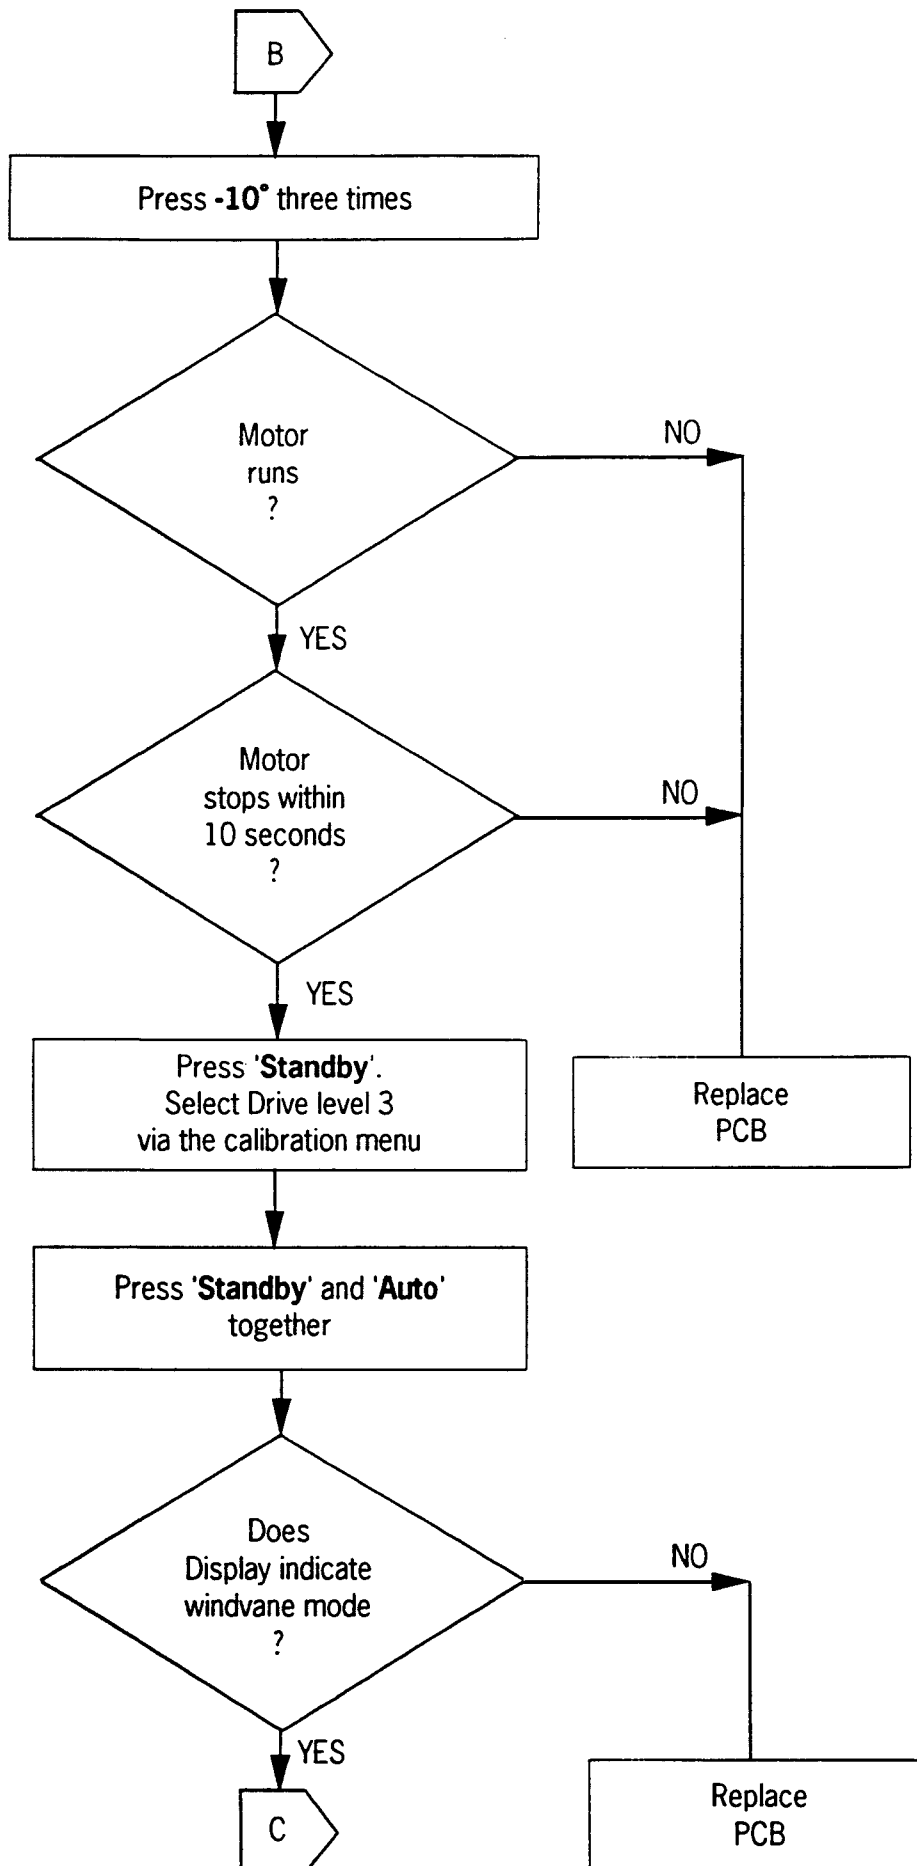 B
Press -10° three times
Motor
runs
?
NO
YES
Motor
stops within
10 seconds
?
NO
YES
Press 'Standby'.
Select Drive level 3
via the calibration menu
Replace
PCB
Press 'Standby' and 'Auto'
together
Does
Display indicate
windvane mode
?
NO
YES
C
Replace
PCB